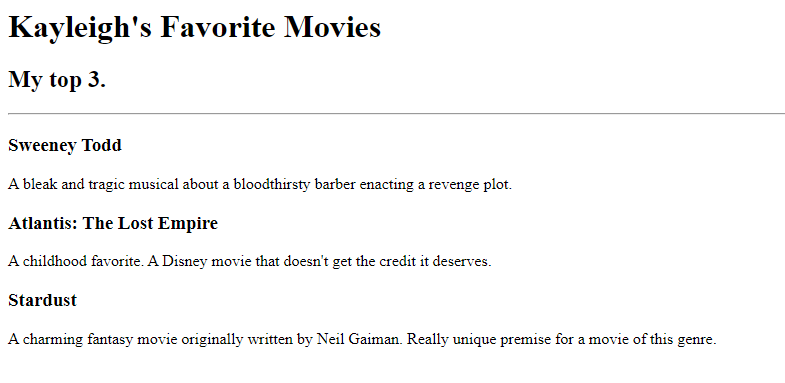 Kayleigh's Favorite Movies
My top 3.
Sweeney Todd
A bleak and tragic musical about a bloodthirsty barber enacting a revenge plot.
Atlantis: The Lost Empire
A childhood favorite. A Disney movie that doesn't get the credit it deserves.
Stardust
A charming fantasy movie originally written by Neil Gaiman. Really unique premise for a movie of this genre.